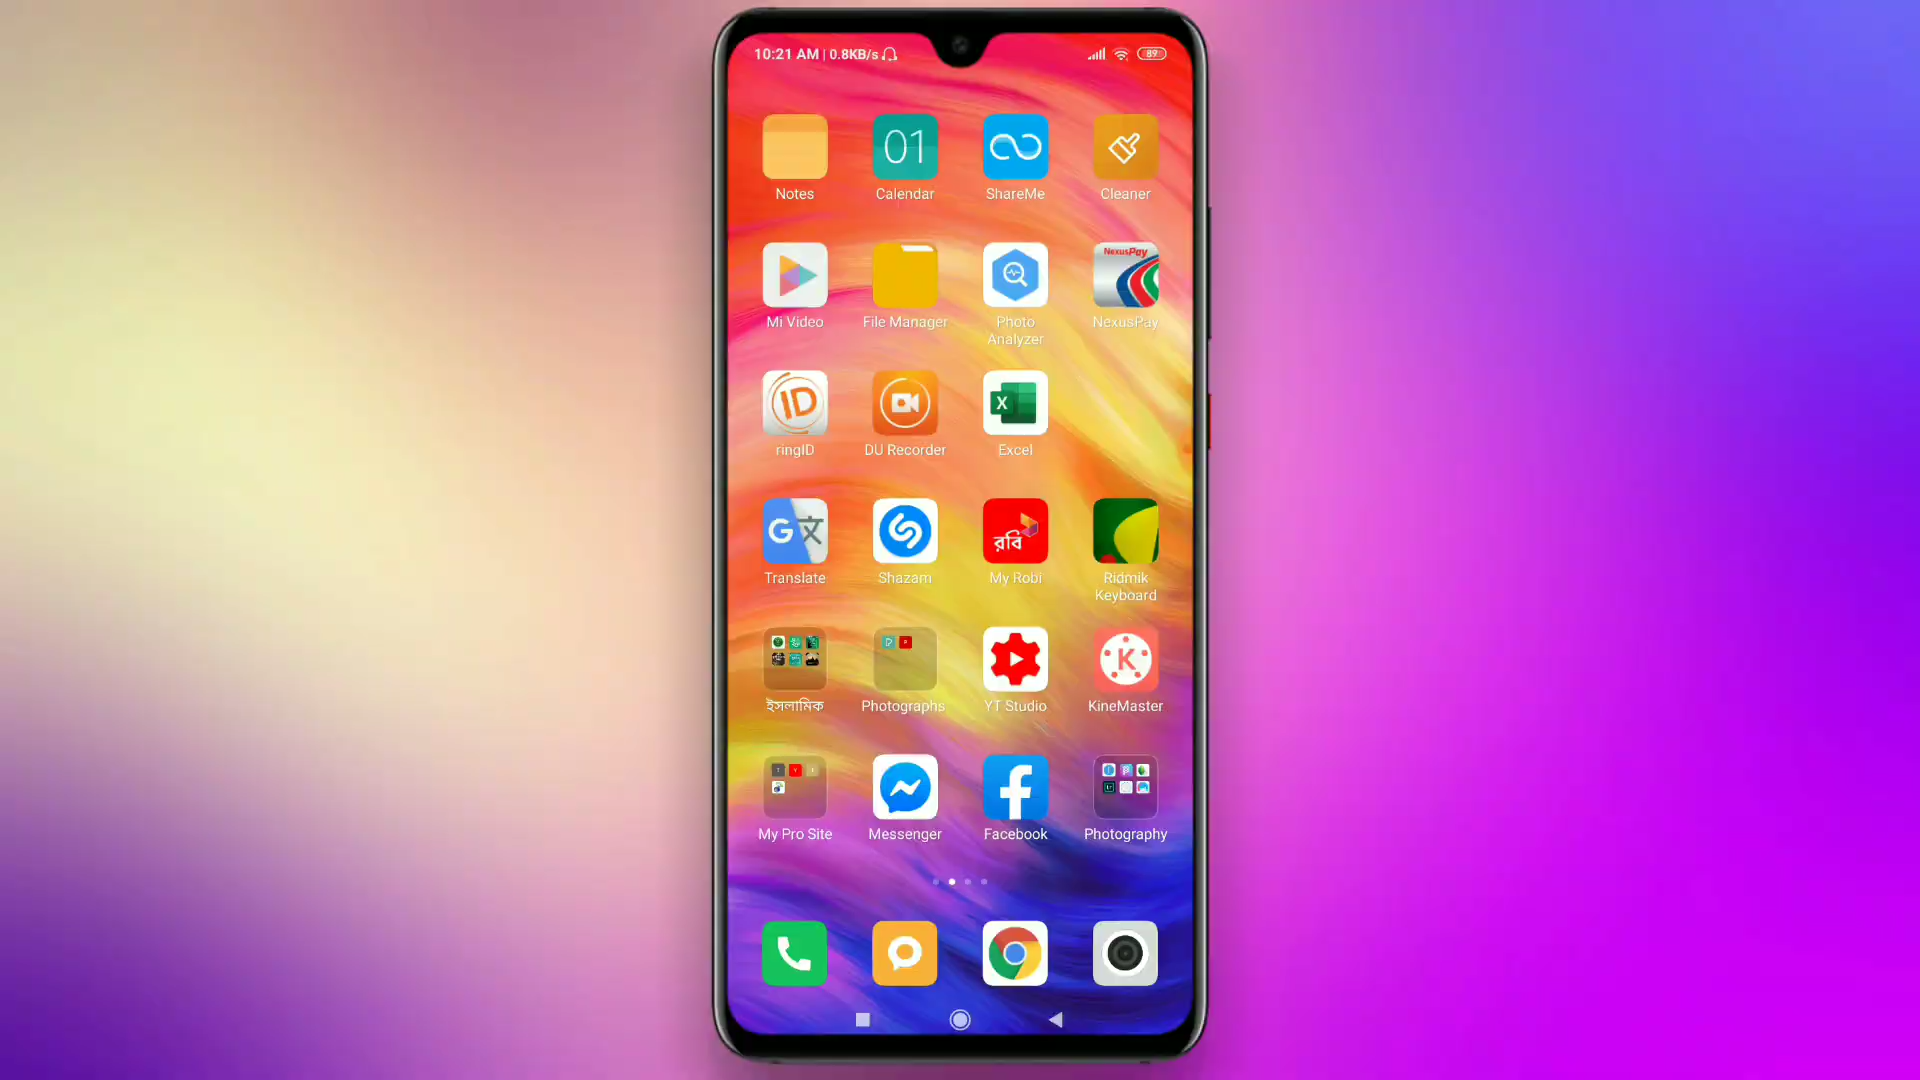 10:21 AM | 0.8KB/s
89
01
Notes
Calendar
ShareMe
Cleaner
NexusPay
Mi Video
File Manager
Photo
Analyzer
NexusPay
ID
X
ringID
DU Recorder
Excel
G 文
রবি
Translate
Shazam
My Robi
Ridmik
Keyboard
K
ইসলামিক
Photographs
YT Studio
KineMaster
My Pro Site
Messenger
Facebook
Photography